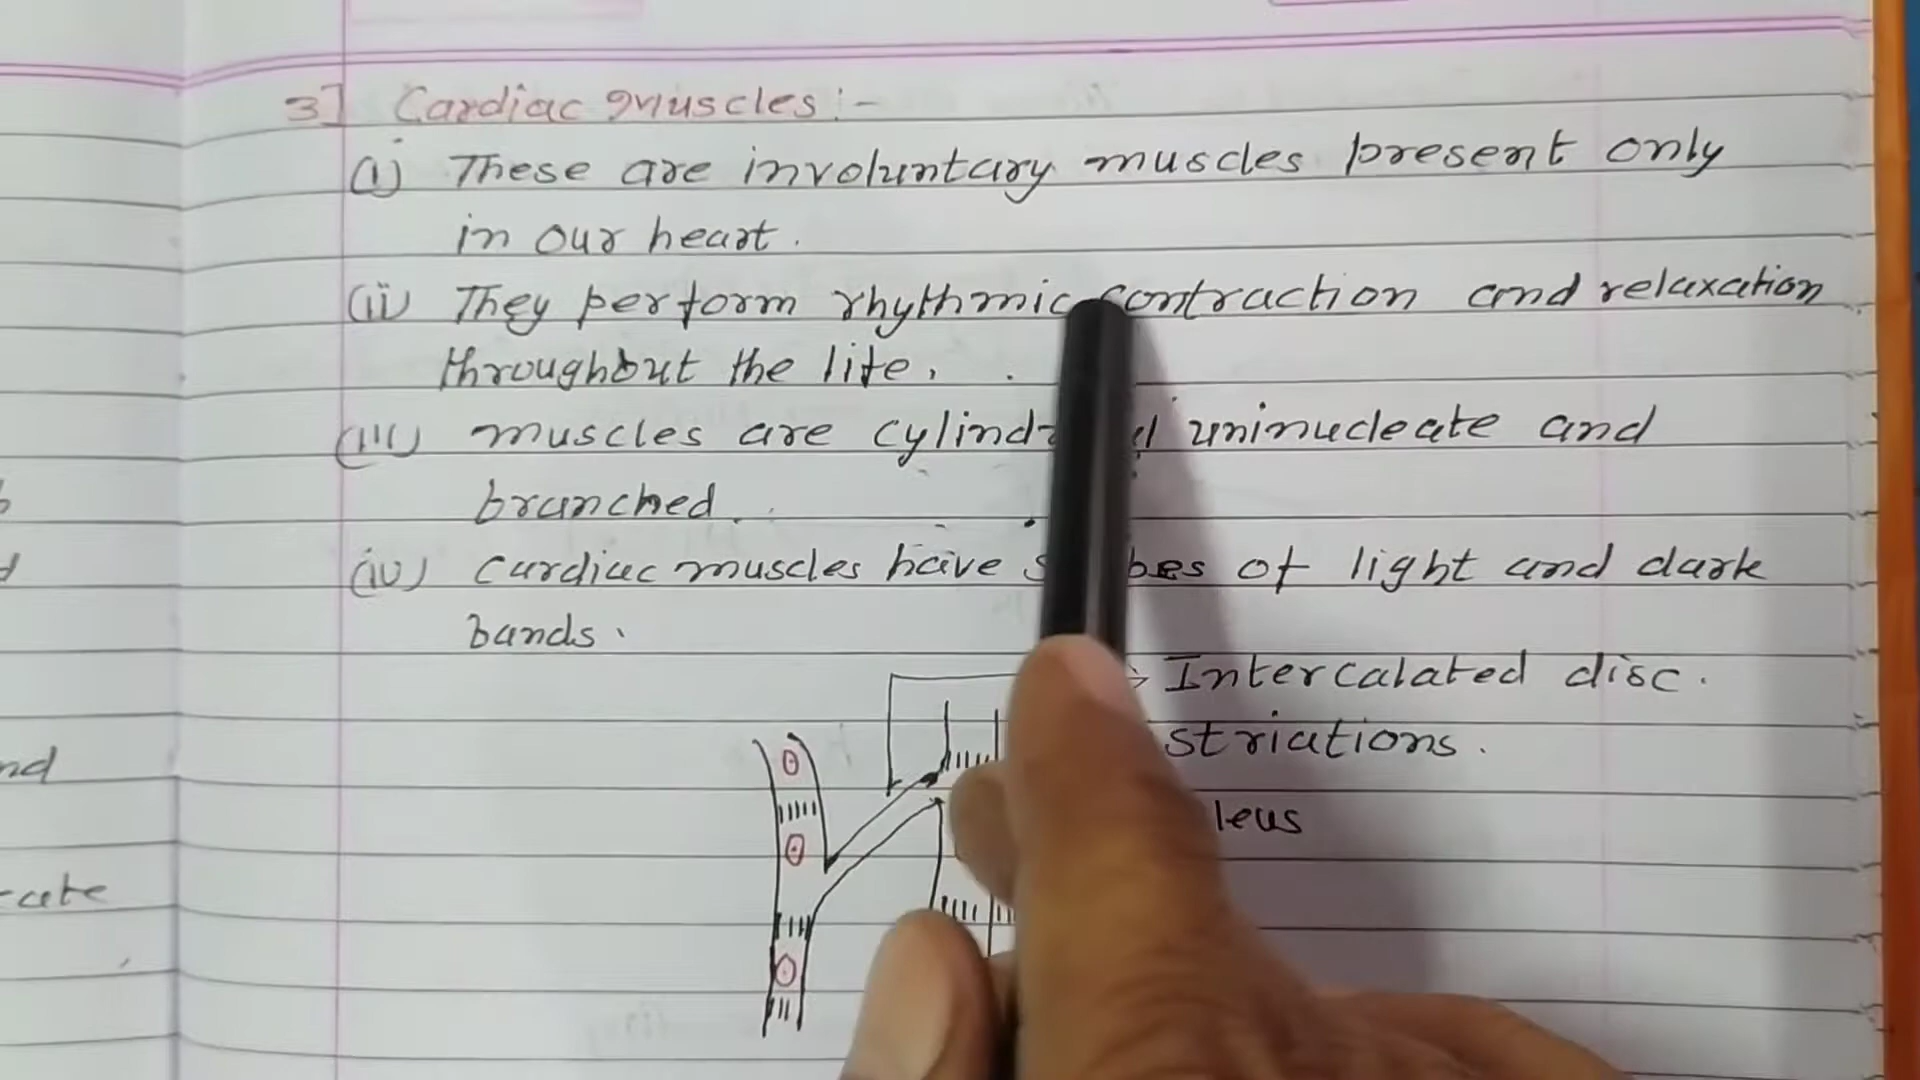 3] Cardiac Muscles :-
(i) These are involuntary muscles present only
in our heart.
(ii) They perform rhythmic contraction and relaxation
throughout the life.
(iii) muscles are uninucleate and
branched.
(iv) Cardiac muscles have of light and dark
bands.
Intercalated disc.
striations.
nd